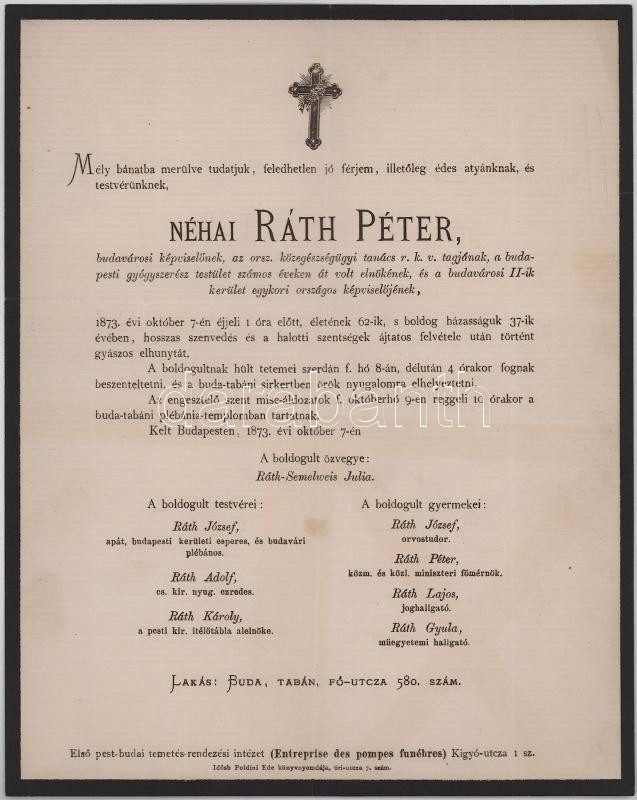 Mély bánatba merülve tudatjuk, feledhetlen jó férjem, illetőleg édes atyánknak, és
testvérünknek,
NÉHAI RÁTH PÉTER,
budavárosi képviselőnek, az orsz. közegészségügyi tanács r. k. v. tagjának, a buda-
pesti gyógyszerész testület számos éveken át volt elnökének, és a budavárosi II-ik
kerület egykori országos képviselőjének,
1873. évi október 7-én éjjeli 1 óra előtt, életének 62-ik, s boldog házasságuk 37-ik
évében, hosszas szenvedés és a halotti szentségek ájtatos felvétele után történt
gyászos elhunytát.
A boldogultnak hült tetemei szerdán f. hó 8-án, délután 4 órakor fognak
beszenteltetni, és a buda-tabáni sirkertben örök nyugalomra elhelyeztetni.
Az engesztelő szent mise-áldozatok f. októberhó 9-én reggeli 10 órakor a
buda-tabáni plébánia-templomban tartatnak.
Kelt Budapesten, 1873. évi október 7-én
darabanth
A boldogult özvegye:
Ráth-Semelweis Julia.
A boldogult testvérei:
Ráth József,
apát, budapesti kerületi esperes, és budavári
plébános.
Ráth Adolf,
cs. kir. nyug. ezredes.
Ráth Károly,
a pesti kir. itélőtábla alelnöke.
A boldogult gyermekei:
Ráth József,
orvostudor.
Ráth Péter,
közm. és közl. miniszteri főmérnök.
Ráth Lajos,
joghallgató.
Ráth Gyula,
műegyetemi hallgató.
LAKÁS: BUDA, TABÁN, FŐ-UTCZA 580. SZÁM.
Első pest-budai temetés-rendezési intézet (Entreprise des pompes funèbres) Kigyó-utcza 1 sz.
Idősb Poldini Ede könyvnyomdája, úri-utcza 7. szám.